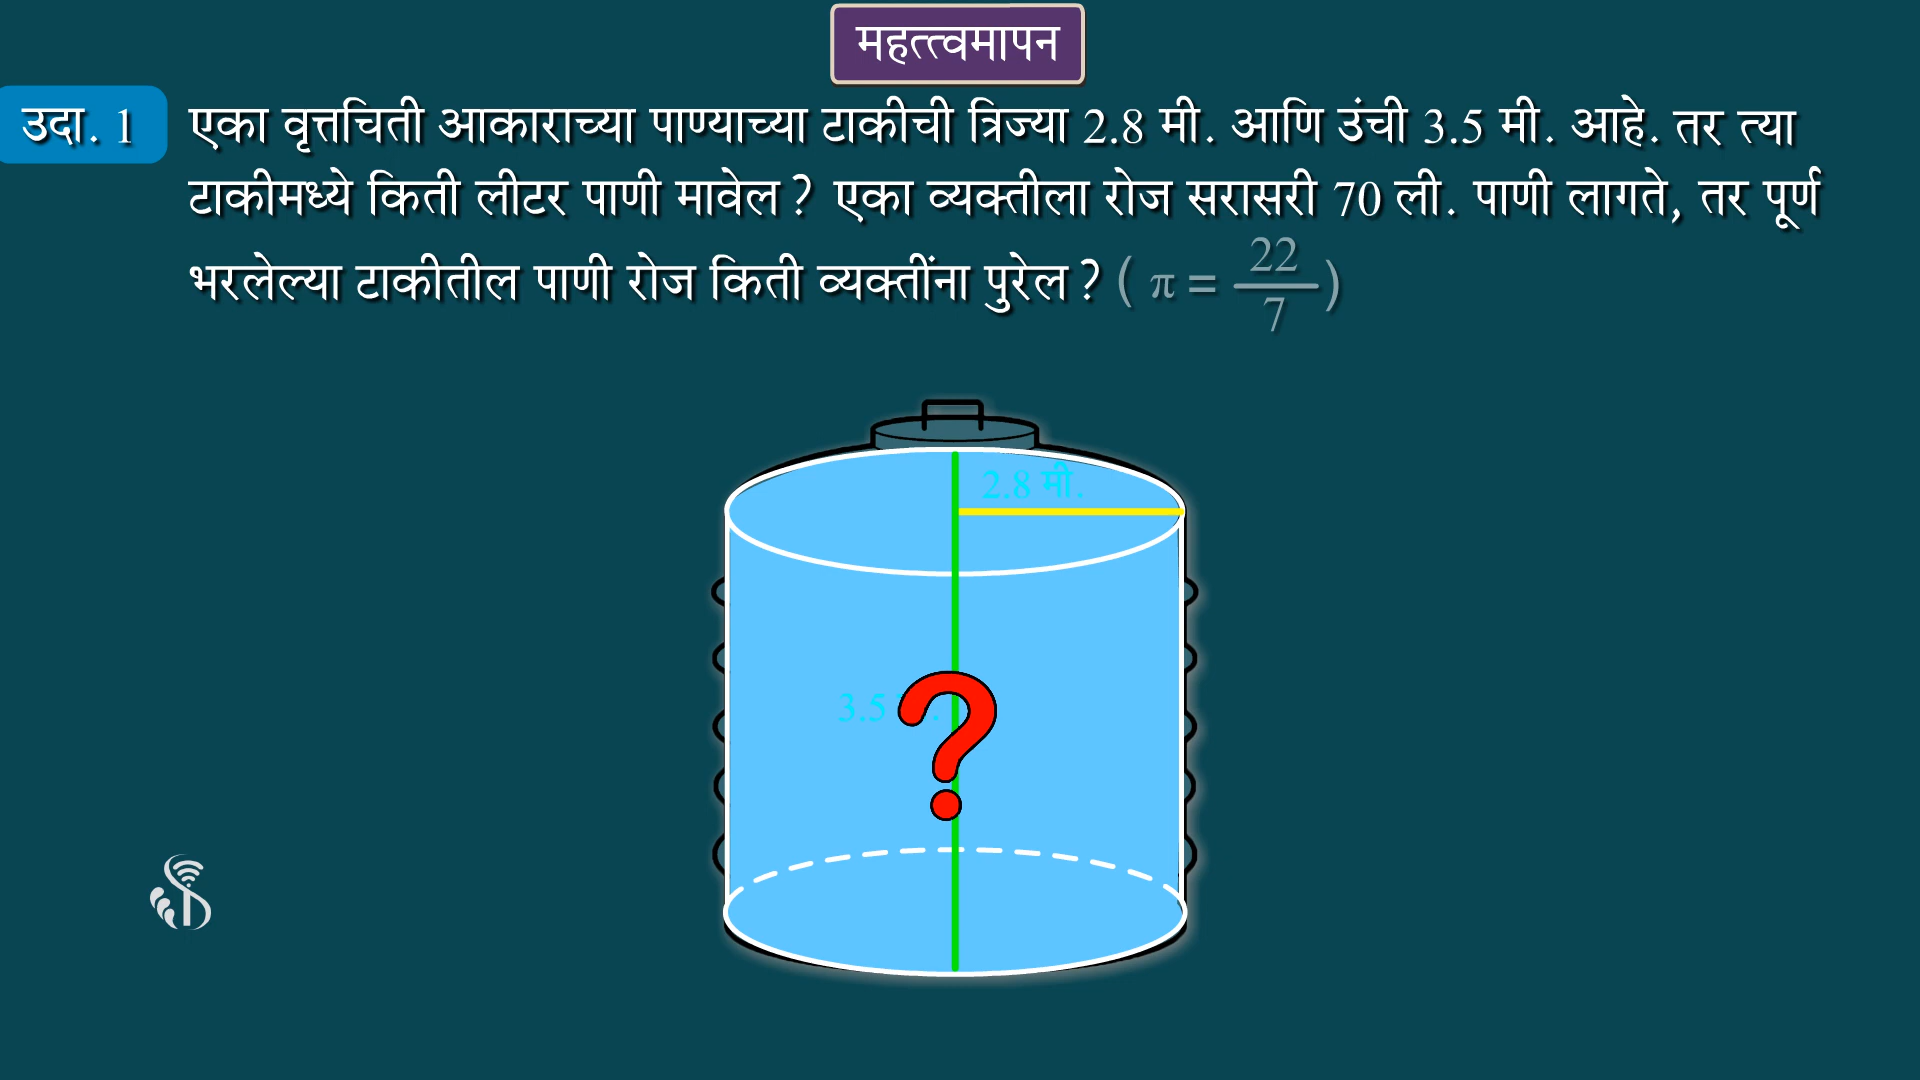 महत्त्वमापन
उदा. 1 एका वृत्तचिती आकाराच्या पाण्याच्या टाकीची त्रिज्या 2.8 मी. आणि उंची 3.5 मी. आहे. तर त्या
टाकीमध्ये किती लीटर पाणी मावेल? एका व्यक्तीला रोज सरासरी 70 ली. पाणी लागते, तर पूर्ण
भरलेल्या टाकीतील पाणी रोज किती व्यक्तींना पुरेल? ( π = 22/7 )
2.8 मी.
3.5
?